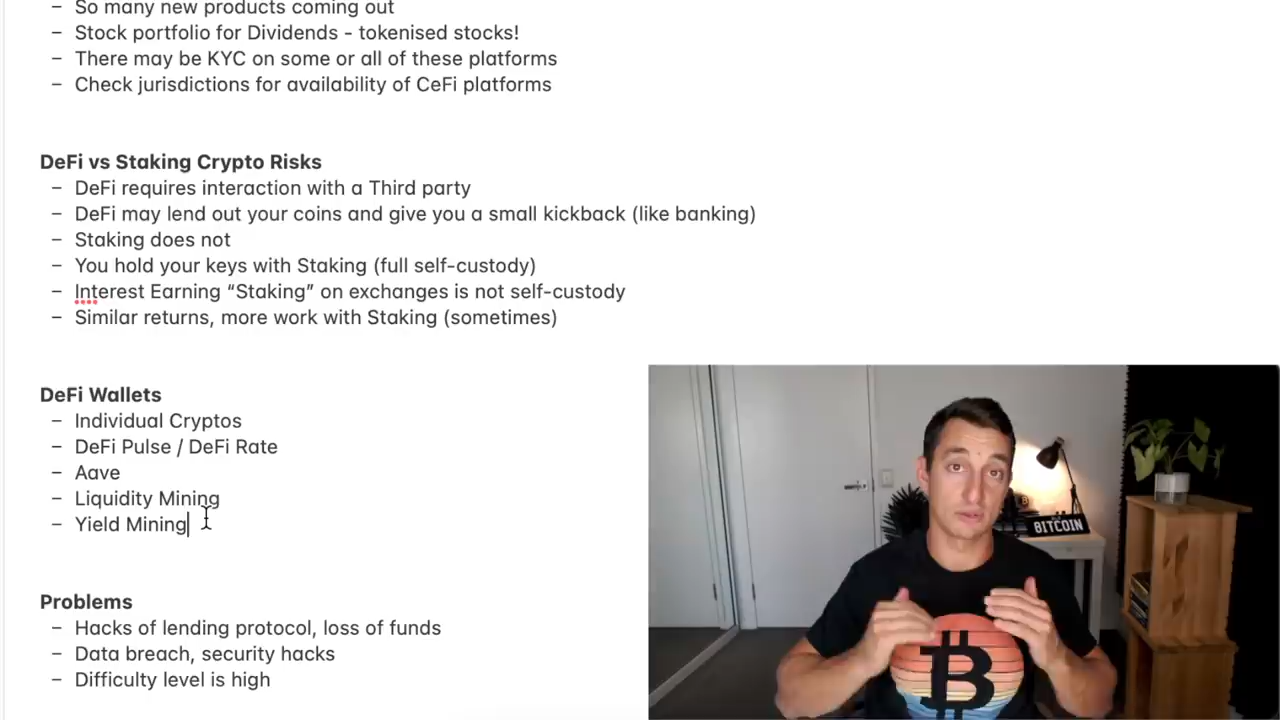 – So many new products coming out
– Stock portfolio for Dividends - tokenised stocks!
– There may be KYC on some or all of these platforms
– Check jurisdictions for availability of CeFi platforms
DeFi vs Staking Crypto Risks
– DeFi requires interaction with a Third party
– DeFi may lend out your coins and give you a small kickback (like banking)
– Staking does not
– You hold your keys with Staking (full self-custody)
– Interest Earning “Staking” on exchanges is not self-custody
– Similar returns, more work with Staking (sometimes)
DeFi Wallets
– Individual Cryptos
– DeFi Pulse / DeFi Rate
– Aave
– Liquidity Mining
– Yield Mining
Problems
– Hacks of lending protocol, loss of funds
– Data breach, security hacks
– Difficulty level is high
BITCOIN